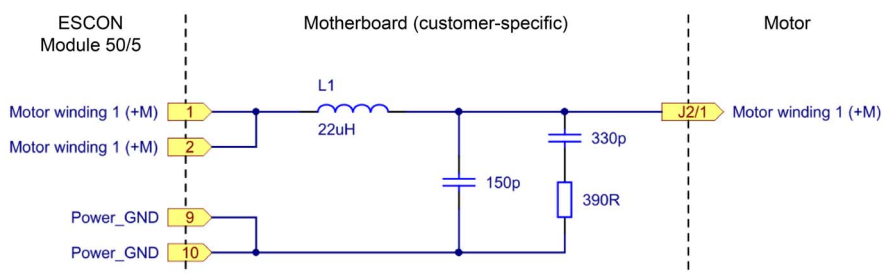 ESCON
Module 50/5
Motherboard (customer-specific)
Motor
L1
22uH
Motor winding 1 (+M) 1
Motor winding 1 (+M) 2
J2/1 Motor winding 1 (+M)
330p
150p
390R
Power_GND 9
Power_GND 10